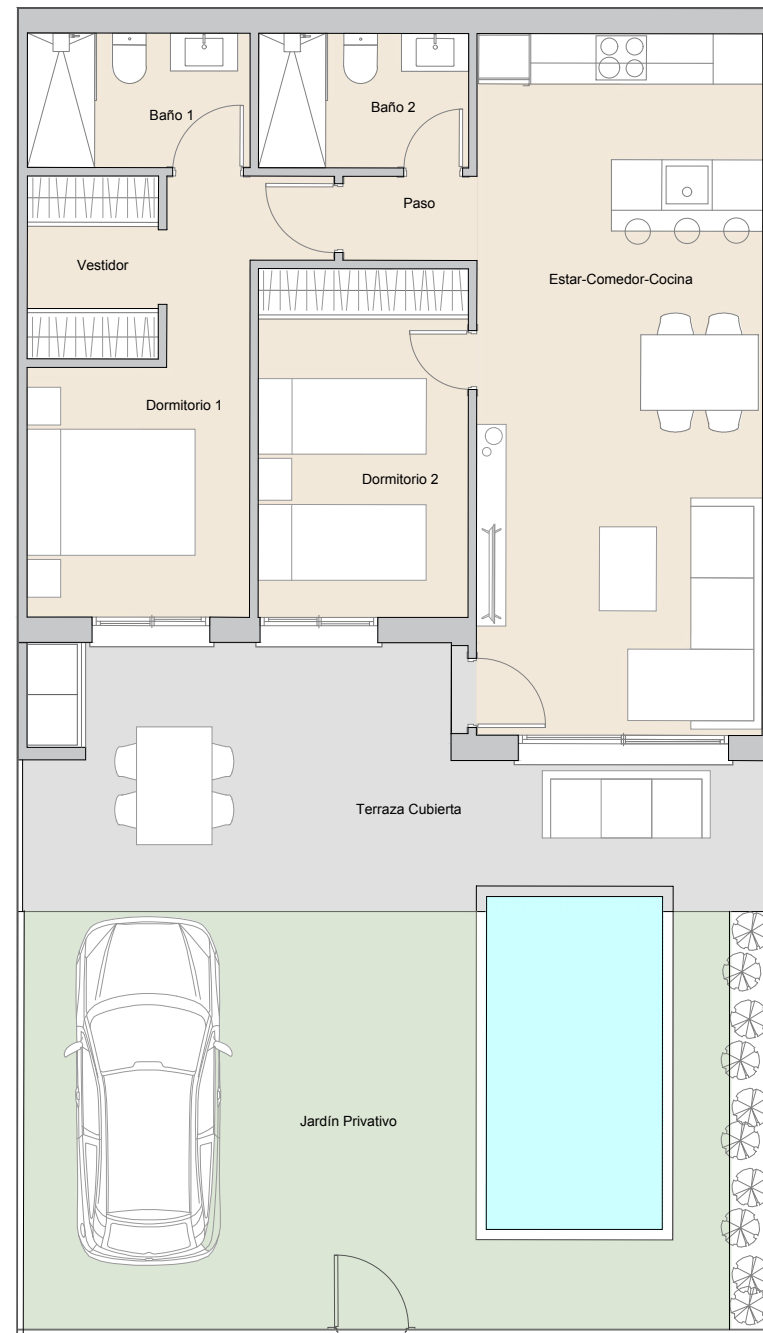 Baño 1
Baño 2
Paso
Vestidor
Estar-Comedor-Cocina
Dormitorio 1
Dormitorio 2
Terraza Cubierta
Jardín Privativo